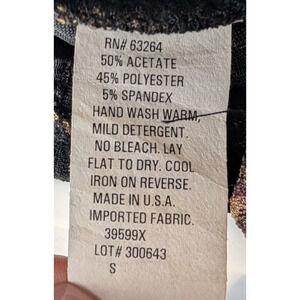 RN# 63264
50% ACETATE
45% POLYESTER
5% SPANDEX
HAND WASH WARM,
MILD DETERGENT.
NO BLEACH. LAY
FLAT TO DRY. COOL
IRON ON REVERSE.
MADE IN U.S.A.
IMPORTED FABRIC.
39599X
LOT# 300643
S